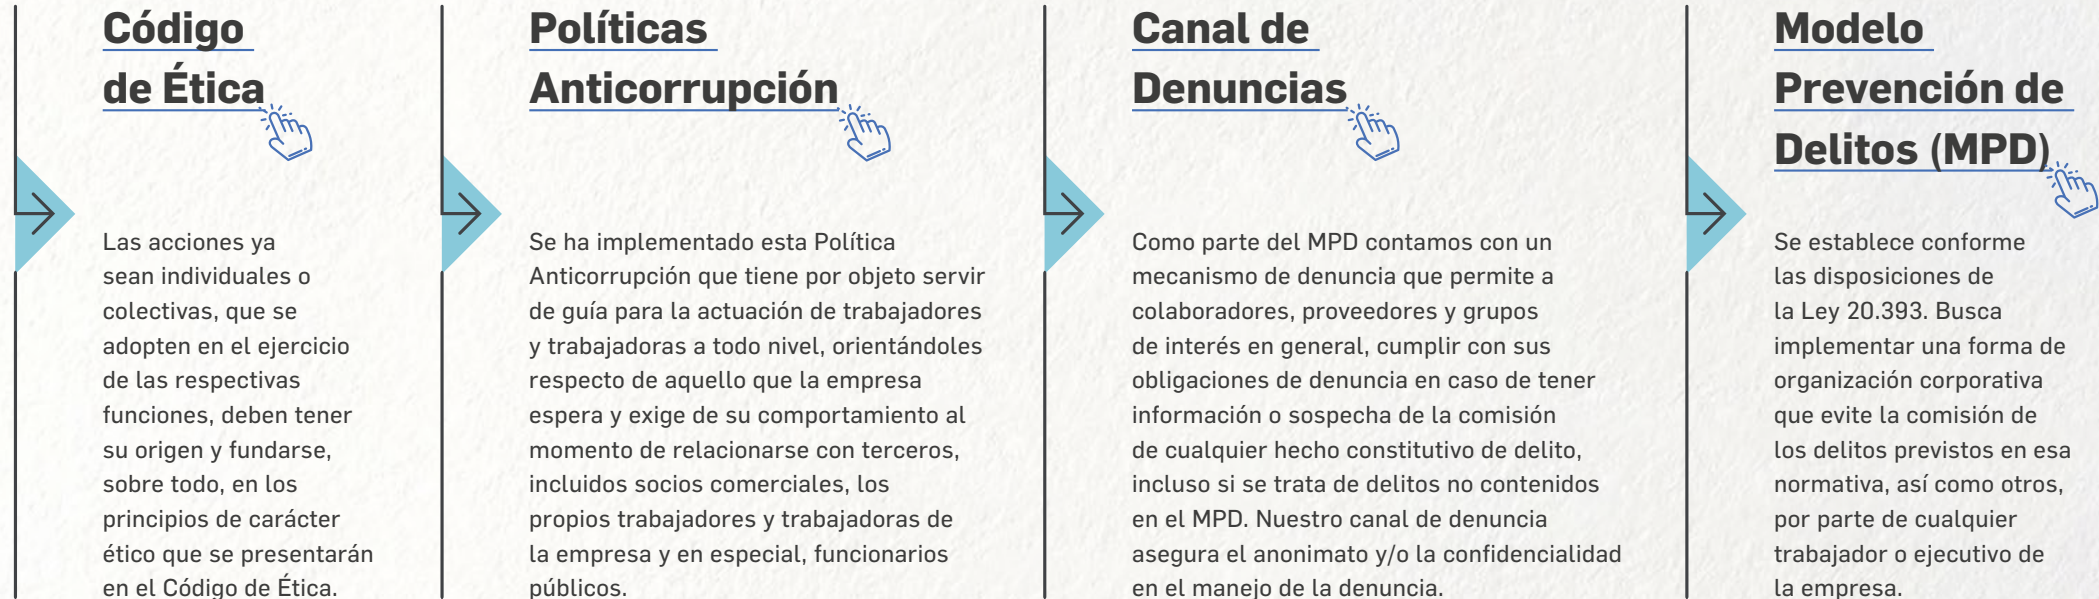 Código
de Ética
Las acciones ya
sean individuales o
colectivas, que se
adopten en el ejercicio
de las respectivas
funciones, deben tener
su origen y fundarse,
sobre todo, en los
principios de carácter
ético que se presentarán
en el Código de Ética.
Políticas
Anticorrupción
Se ha implementado esta Política
Anticorrupción que tiene por objeto servir
de guía para la actuación de trabajadores
y trabajadoras a todo nivel, orientándoles
respecto de aquello que la empresa
espera y exige de su comportamiento al
momento de relacionarse con terceros,
incluidos socios comerciales, los
propios trabajadores y trabajadoras de
la empresa y en especial, funcionarios
públicos.
Canal de
Denuncias
Como parte del MPD contamos con un
mecanismo de denuncia que permite a
colaboradores, proveedores y grupos
de interés en general, cumplir con sus
obligaciones de denuncia en caso de tener
información o sospecha de la comisión
de cualquier hecho constitutivo de delito,
incluso si se trata de delitos no contenidos
en el MPD. Nuestro canal de denuncia
asegura el anonimato y/o la confidencialidad
en el manejo de la denuncia.
Modelo
Prevención de
Delitos (MPD)
Se establece conforme
las disposiciones de
la Ley 20.393. Busca
implementar una forma de
organización corporativa
que evite la comisión de
los delitos previstos en esa
normativa, así como otros,
por parte de cualquier
trabajador o ejecutivo de
la empresa.